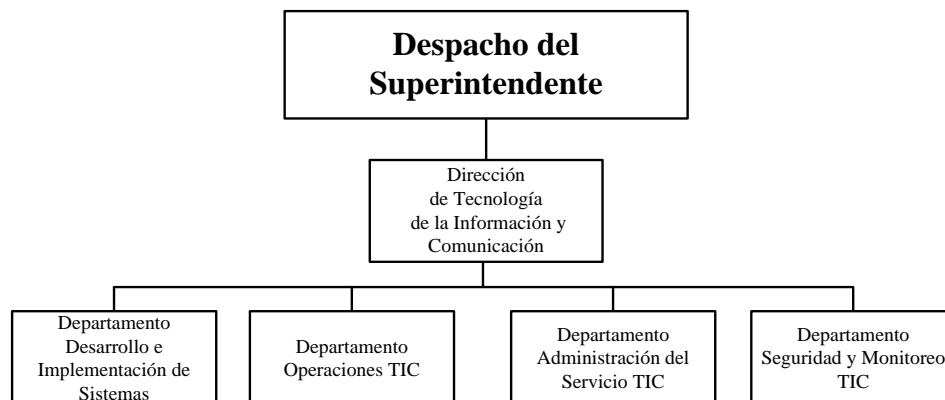 Despacho del
Superintendente
Dirección
de Tecnología
de la Información y
Comunicación
Departamento
Desarrollo e
Implementación de
Sistemas
Departamento
Operaciones TIC
Departamento
Administración del
Servicio TIC
Departamento
Seguridad y Monitoreo
TIC